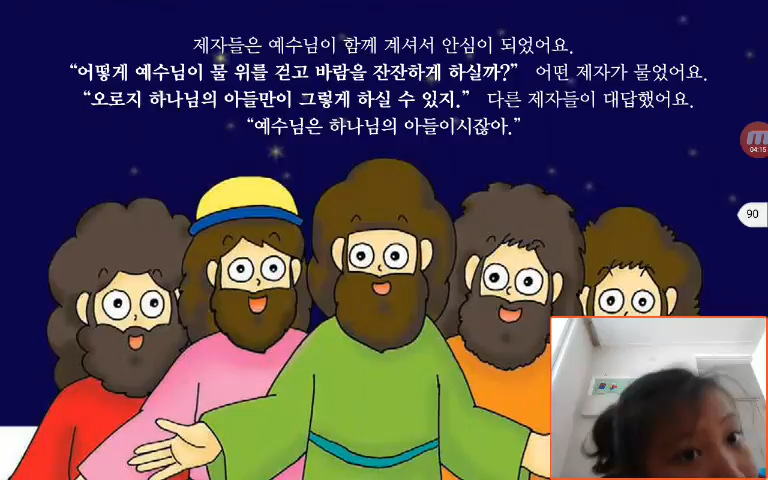 제자들은 예수님이 함께 계셔서 안심이 되었어요.
“어떻게 예수님이 물 위를 걷고 바람을 잔잔하게 하실까?” 어떤 제자가 물었어요.
“오로지 하나님의 아들만이 그렇게 하실 수 있지.” 다른 제자들이 대답했어요.
“예수님은 하나님의 아들이시잖아.”
04:15
90